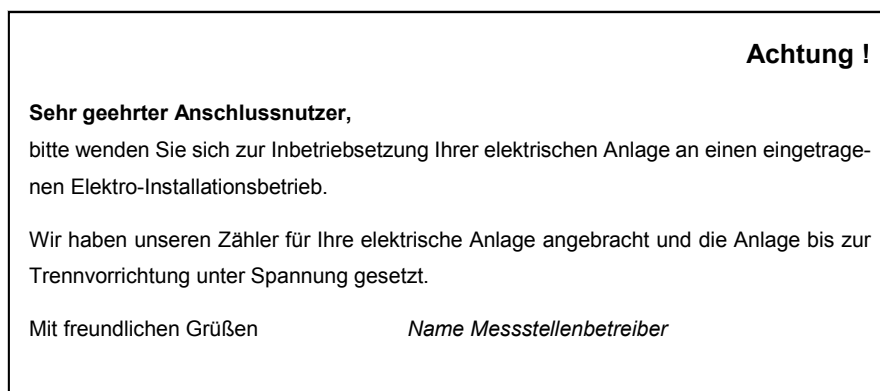 Achtung !
Sehr geehrter Anschlussnutzer,
bitte wenden Sie sich zur Inbetriebsetzung Ihrer elektrischen Anlage an einen eingetrage-
nen Elektro-Installationsbetrieb.
Wir haben unseren Zähler für Ihre elektrische Anlage angebracht und die Anlage bis zur
Trennvorrichtung unter Spannung gesetzt.
Mit freundlichen Grüßen Name Messstellenbetreiber